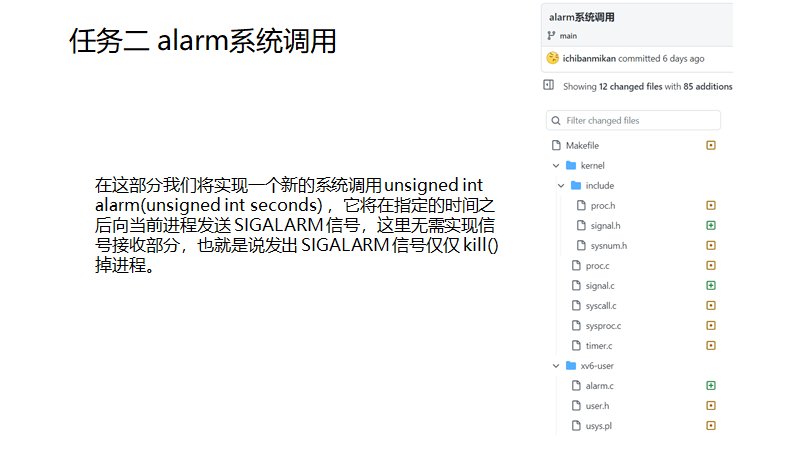 任务二 alarm系统调用
在这部分我们将实现一个新的系统调用unsigned int
alarm(unsigned int seconds) ，它将在指定的时间之
后向当前进程发送 SIGALARM 信号，这里无需实现信
号接收部分，也就是说发出 SIGALARM 信号仅仅 kill()
掉进程。
alarm系统调用
main
ichibanmikan committed 6 days ago
Showing 12 changed files with 85 additions
Filter changed files
Makefile
kernel
include
proc.h
signal.h
sysnum.h
proc.c
signal.c
syscall.c
sysproc.c
timer.c
xv6-user
alarm.c
user.h
usys.pl